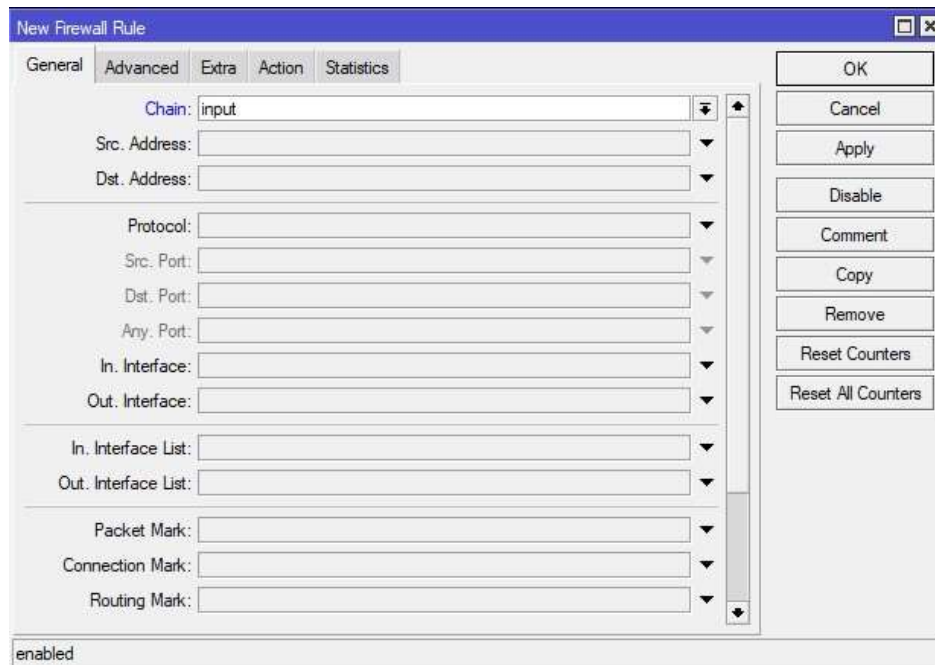 New Firewall Rule
General Advanced Extra Action Statistics
Chain: input
Src. Address:
Dst. Address:
Protocol:
Src. Port:
Dst. Port:
Any. Port:
In. Interface:
Out. Interface:
In. Interface List:
Out. Interface List:
Packet Mark:
Connection Mark:
Routing Mark:
OK
Cancel
Apply
Disable
Comment
Copy
Remove
Reset Counters
Reset All Counters
enabled